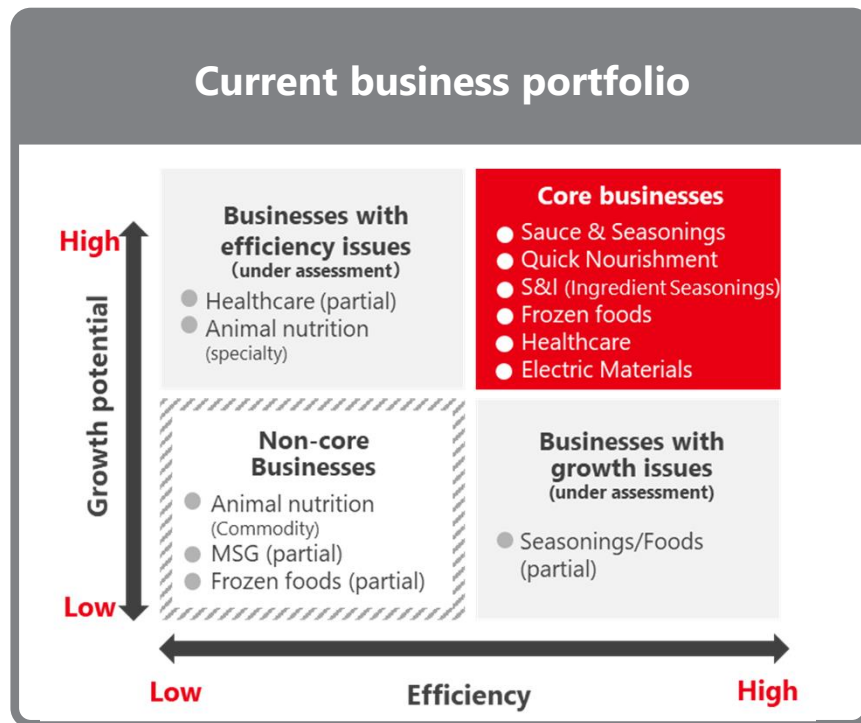 Current business portfolio
High
Growth potential
Low
Businesses with
efficiency issues
(under assessment)
Healthcare (partial)
Animal nutrition
(specialty)
Core businesses
Sauce & Seasonings
Quick Nourishment
S&I (Ingredient Seasonings)
Frozen foods
Healthcare
Electric Materials
Non-core
Businesses
Animal nutrition
(Commodity)
MSG (partial)
Frozen foods (partial)
Businesses with
growth issues
(under assessment)
Seasonings/Foods
(partial)
Low
Efficiency
High